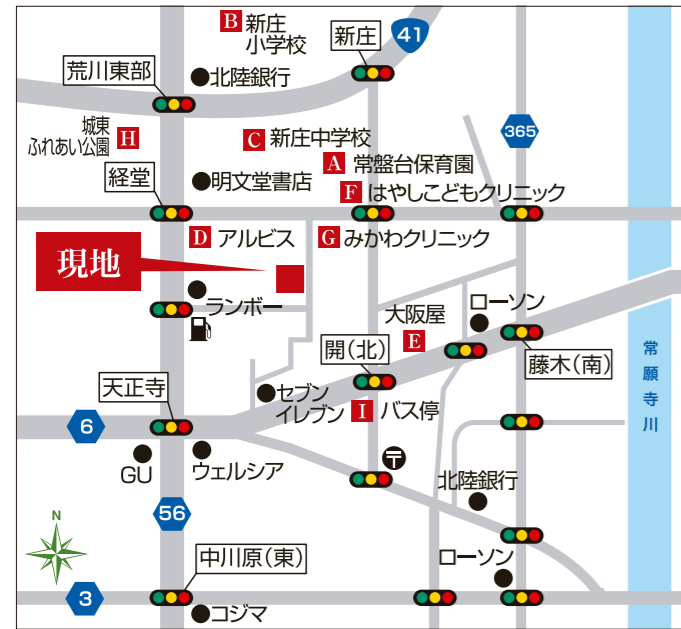 B 新庄
小学校
新庄
41
荒川東部
北陸銀行
城東
ふれあい公園 H
C 新庄中学校
365
A 常盤台保育園
経堂
明文堂書店
F はやしこどもクリニック
D アルビス
G みかわクリニック
現地
ランボー
大阪屋
E
ローソン
開(北)
藤木(南)
常願寺川
天正寺
セブン
イレブン
I バス停
6
GU
ウェルシア
〒
北陸銀行
56
N
中川原(東)
ローソン
3
コジマ